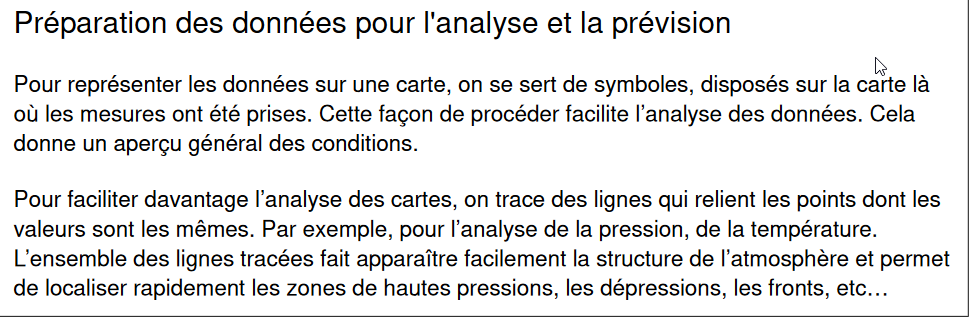 Préparation des données pour l'analyse et la prévision
Pour représenter les données sur une carte, on se sert de symboles, disposés sur la carte là
où les mesures ont été prises. Cette façon de procéder facilite l’analyse des données. Cela
donne un aperçu général des conditions.
Pour faciliter davantage l’analyse des cartes, on trace des lignes qui relient les points dont les
valeurs sont les mêmes. Par exemple, pour l’analyse de la pression, de la température.
L’ensemble des lignes tracées fait apparaître facilement la structure de l’atmosphère et permet
de localiser rapidement les zones de hautes pressions, les dépressions, les fronts, etc…